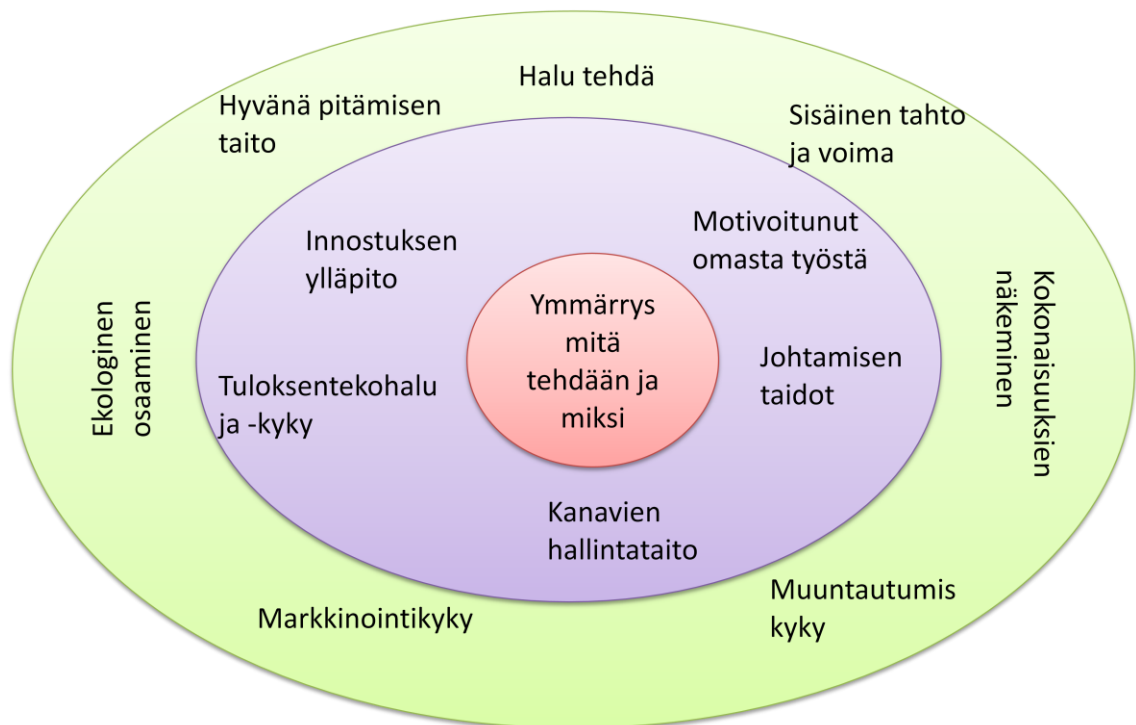 Halu tehdä
Hyvänä pitämisen
taito
Sisäinen tahto
ja voima
Motivoitunut
omasta työstä
Innostuksen
ylläpito
Ymmärrys
mitä
tehdään ja
miksi
Kokonaisuuksien
näkeminen
Ekologinen
osaaminen
Johtamisen
taidot
Tuloksentekohalu
ja -kyky
Kanavien
hallintataito
Muuntautumis
kyky
Markkinointikyky